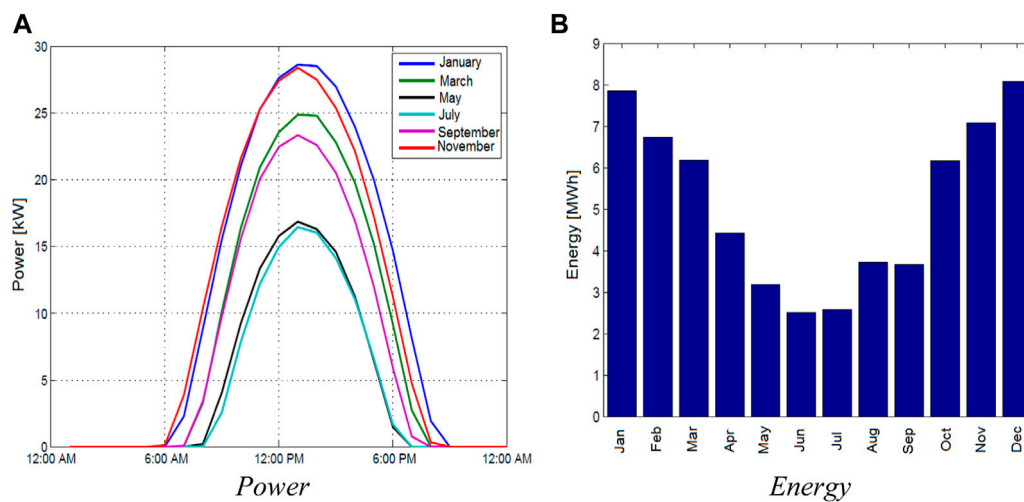 A
30
25
20
15
10
5
0
Power [kW]
January
March
May
July
September
November
12:00 AM 6:00 AM 12:00 PM 6:00 PM 12:00 AM
Power
B
9
8
7
6
5
4
3
2
1
0
Energy [MWh]
Jan Feb Mar Apr May Jun Jul Aug Sep Oct Nov Dec
Energy